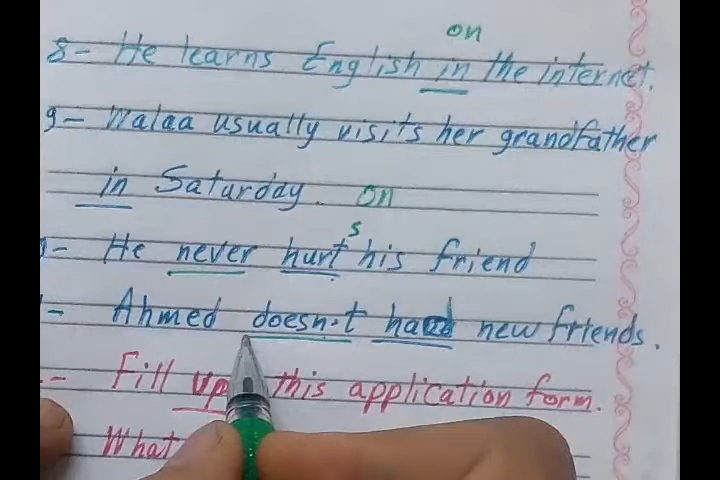 on
8- He learns English in the internet.
9- Walaa usually visits her grandfather
in Saturday. on
s
- He never hurt his friend
- Ahmed doesn't had new friends.
- Fill up this application form.
What